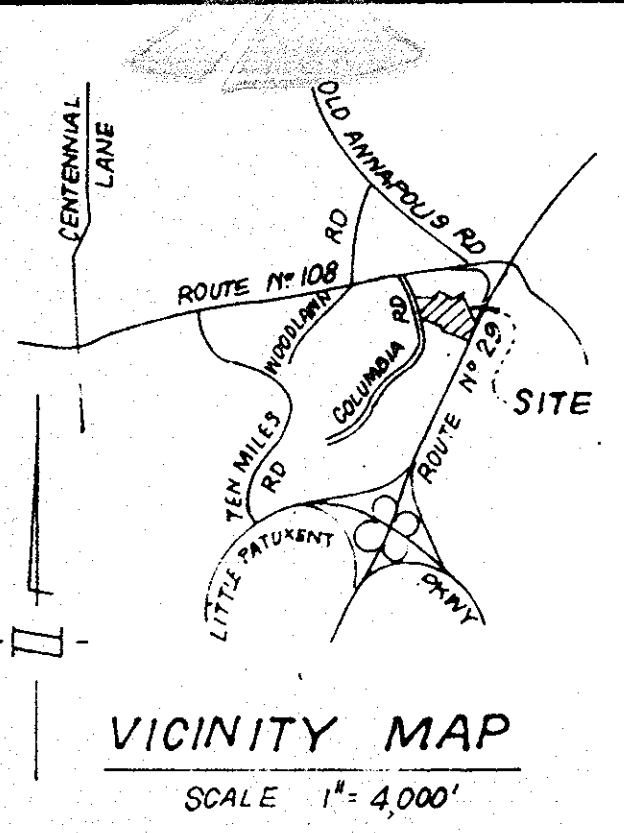 CENTENNIAL
LANE
OLD ANNAPOLIS RD
RD
WOODLAWN
ROUTE Nº 108
COLUMBIA RD
ROUTE Nº 29
SITE
TEN MILES
RD
LITTLE PATUXENT
PKWY
VICINITY MAP
SCALE 1" = 4,000'